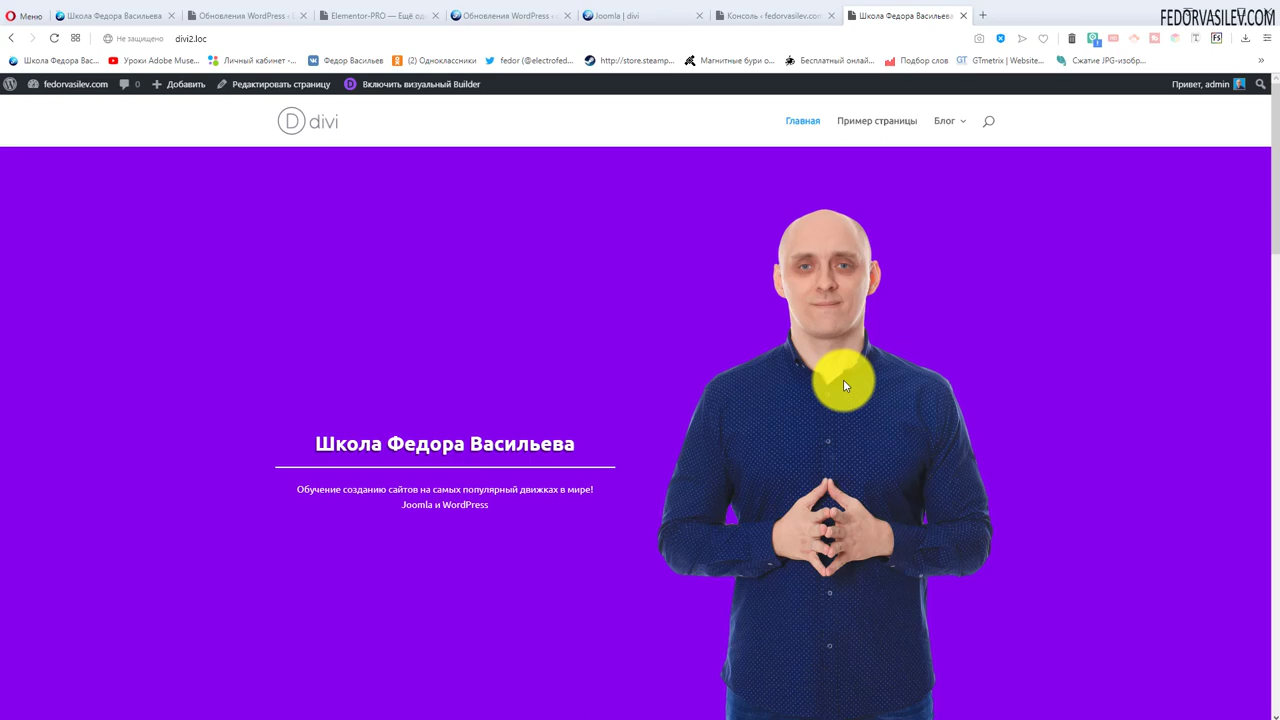 Меню
Школа Федора Васильева
Обновления WordPress ‹
Elementor-PRO — Ещё од
Обновления WordPress ‹
Joomla | divi
Консоль ‹ fedorvasilev.com
Школа Федора Васильева
FEDORVASILEV.COM
Не защищено
divi2.loc
Школа Федора Вас...
Уроки Adobe Muse...
Личный кабинет -...
Федор Васильев
(2) Одноклассники
fedor (@electrofed...
http://store.steamp...
Магнитные бури о...
Бесплатный онлай...
Подбор слов
GTmetrix | Website...
Сжатие JPG-изобр...
fedorvasilev.com
0
Добавить
Редактировать страницу
Включить визуальный Builder
Привет, admin
D divi
Главная
Пример страницы
Блог
Школа Федора Васильева
Обучение созданию сайтов на самых популярный движках в мире!
Joomla и WordPress